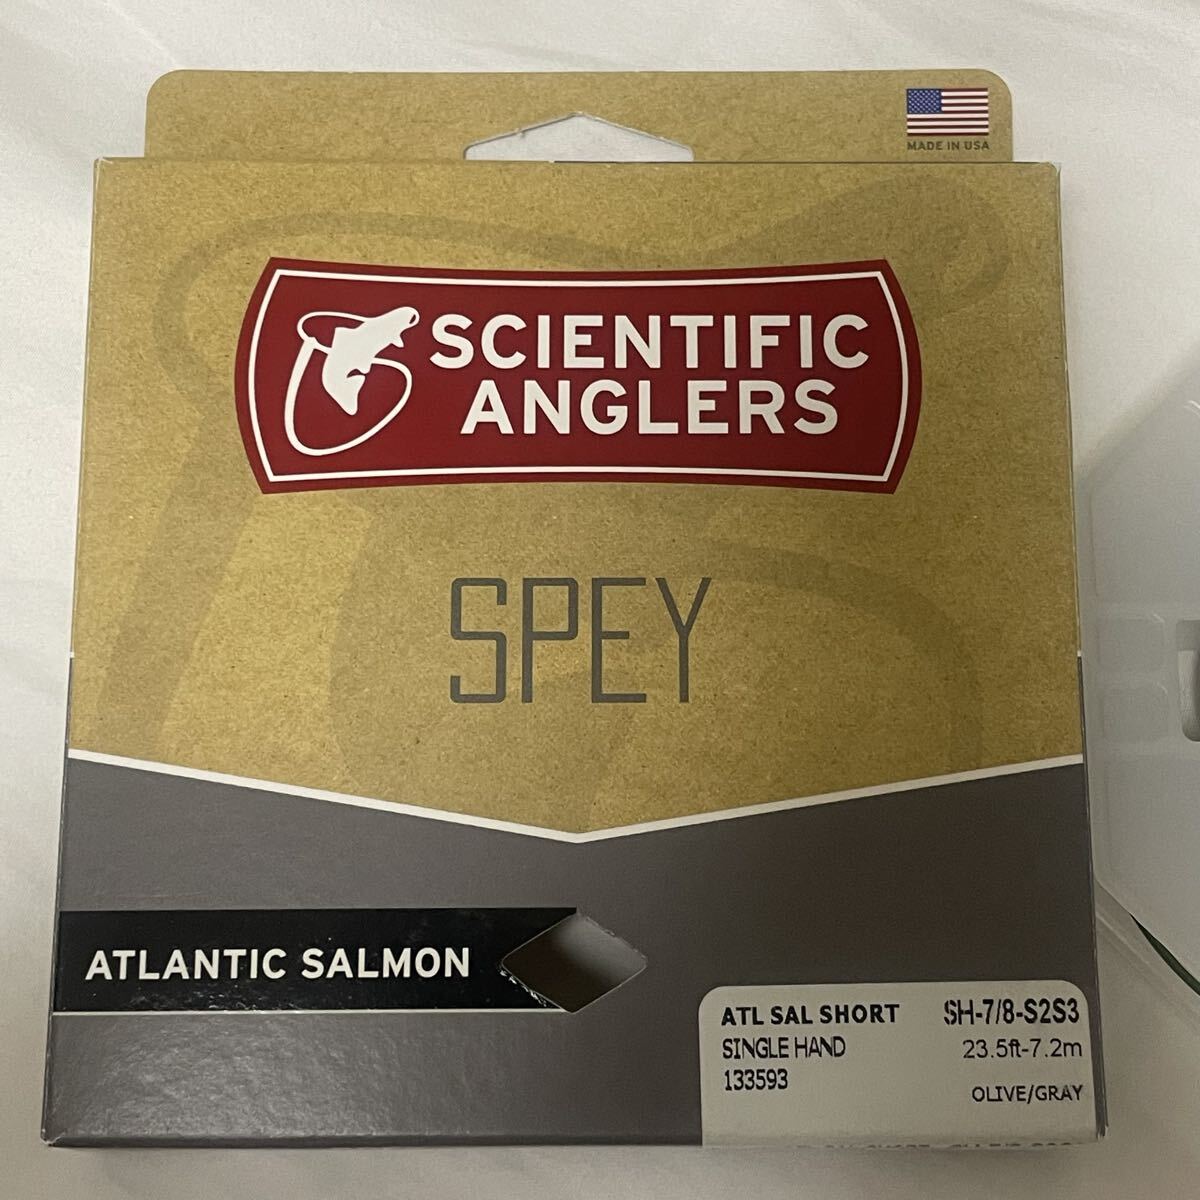 MADE IN USA
SCIENTIFIC
ANGLERS
SPEY
ATLANTIC SALMON
ATL SAL SHORT SH-7/8-S2S3
SINGLE HAND 23.5ft-7.2m
133593
OLIVE/GRAY